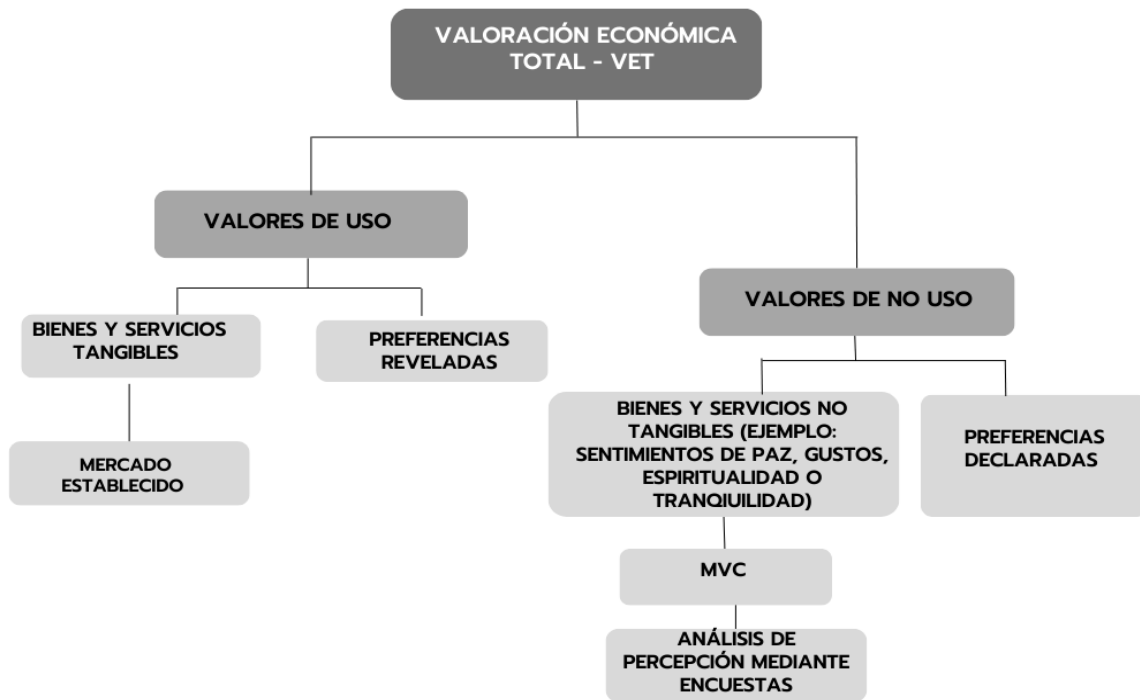 VALORACIÓN ECONÓMICA
TOTAL - VET
VALORES DE USO
VALORES DE NO USO
BIENES Y SERVICIOS
TANGIBLES
PREFERENCIAS
REVELADAS
MERCADO
ESTABLECIDO
BIENES Y SERVICIOS NO
TANGIBLES (EJEMPLO:
SENTIMIENTOS DE PAZ, GUSTOS,
ESPIRITUALIDAD O
TRANQIUILIDAD)
PREFERENCIAS
DECLARADAS
MVC
ANÁLISIS DE
PERCEPCIÓN MEDIANTE
ENCUESTAS